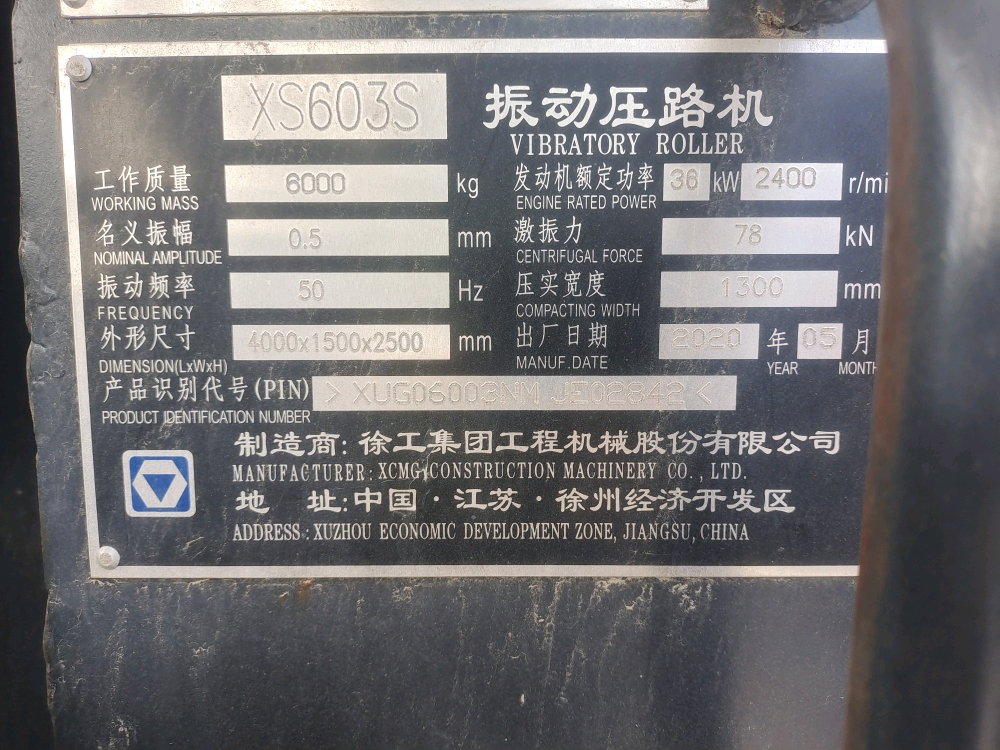 XS603S 振动压路机
VIBRATORY ROLLER
工作质量 6000 kg 发动机额定功率 36 kW 2400 r/mi
WORKING MASS ENGINE RATED POWER
名义振幅 0.5 mm 激振力 78 kN
NOMINAL AMPLITUDE CENTRIFUGAL FORCE
振动频率 50 Hz 压实宽度 1300 mm
FREQUENCY COMPACTING WIDTH
外形尺寸 4000x1500x2500 mm 出厂日期 2020 年 05 月
DIMENSION(LxWxH) MANUF.DATE YEAR MONTH
产品识别代号(PIN) >XUG06003NMJE02842<
PRODUCT IDENTIFICATION NUMBER
制造商: 徐工集团工程机械股份有限公司
MANUFACTURER: XCMG CONSTRUCTION MACHINERY CO., LTD.
地 址: 中国·江苏·徐州经济开发区
ADDRESS: XUZHOU ECONOMIC DEVELOPMENT ZONE, JIANGSU, CHINA